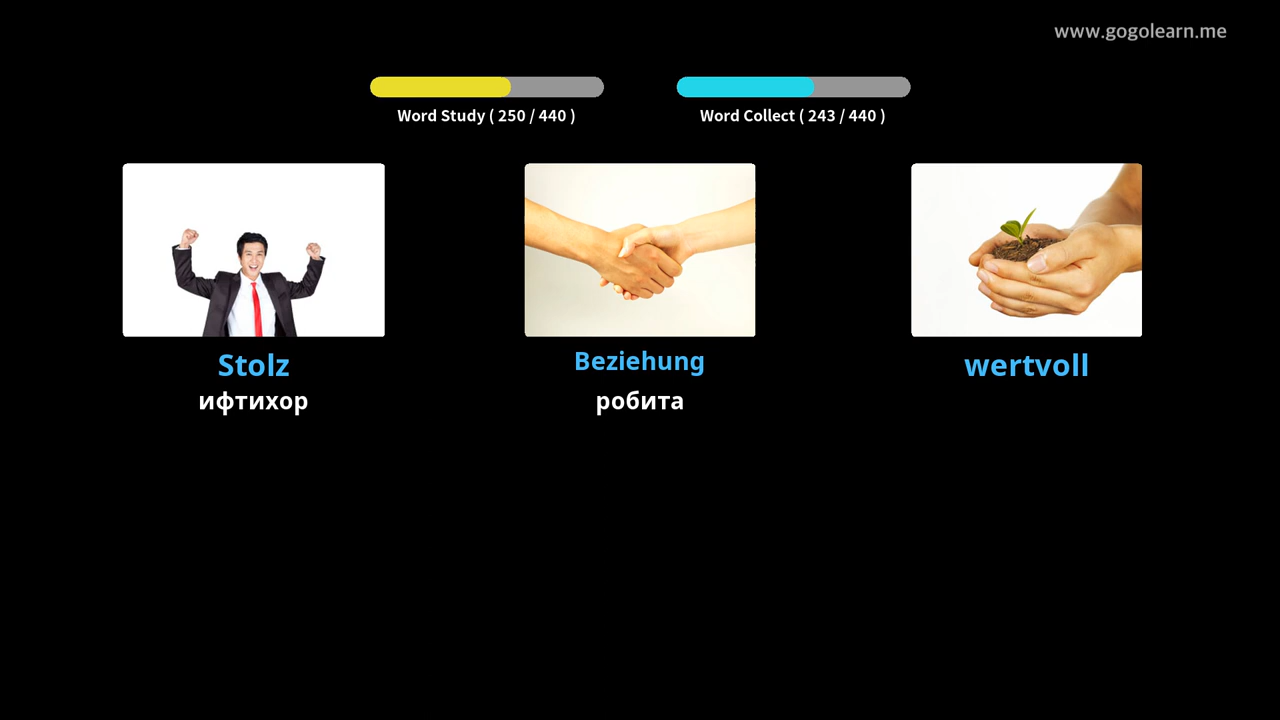 www.gogolearn.me
Word Study ( 250 / 440 )
Word Collect ( 243 / 440 )
Stolz
ифтихор
Beziehung
робита
wertvoll